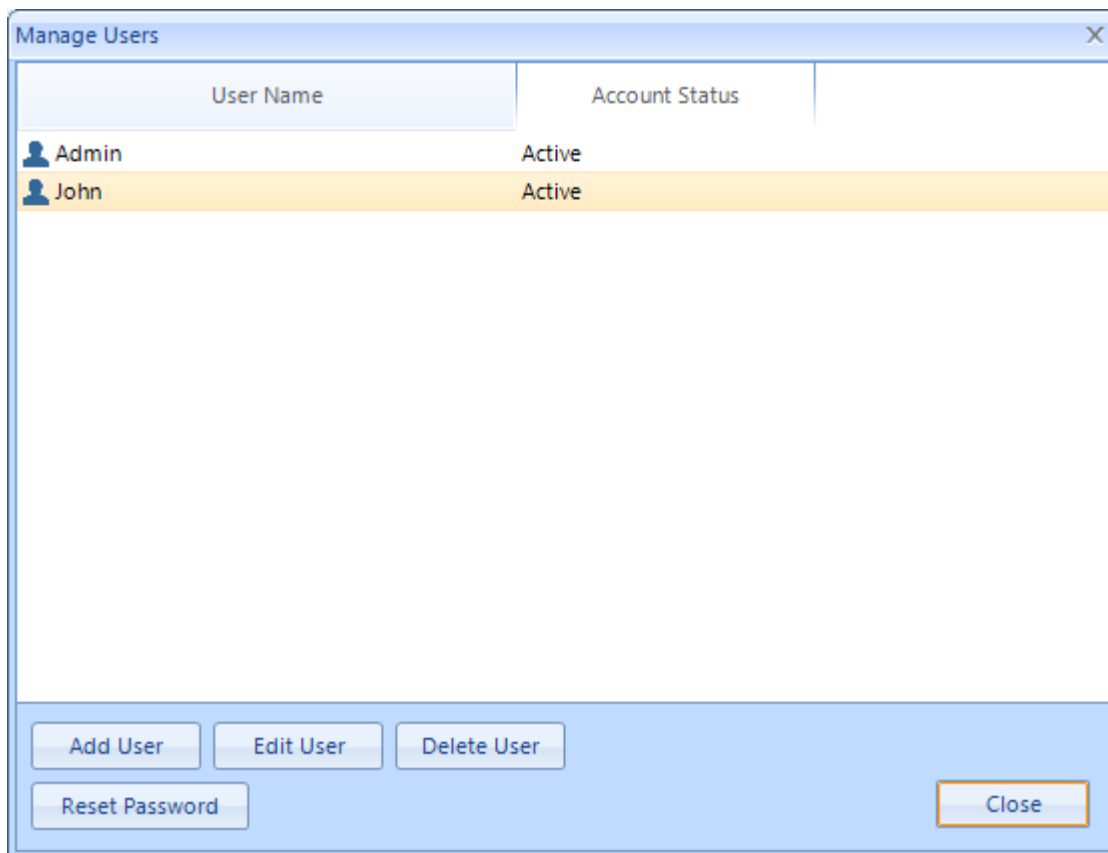 Manage Users
User Name Account Status
Admin Active
John Active
Add User Edit User Delete User
Reset Password Close